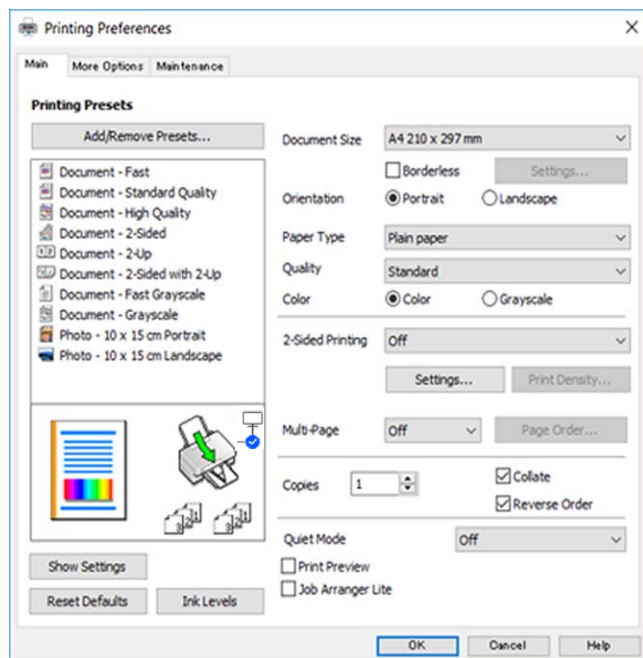 Printing Preferences
Main More Options Maintenance
Printing Presets
Add/Remove Presets...
Document - Fast
Document - Standard Quality
Document - High Quality
Document - 2-Sided
Document - 2-Up
Document - 2-Sided with 2-Up
Document - Fast Grayscale
Document - Grayscale
Photo - 10 x 15 cm Portrait
Photo - 10 x 15 cm Landscape
Show Settings
Reset Defaults Ink Levels
Document Size A4 210 x 297 mm
Borderless Settings...
Orientation Portrait Landscape
Paper Type Plain paper
Quality Standard
Color Color Grayscale
2-Sided Printing Off
Settings... Print Density...
Multi-Page Off Page Order...
Copies 1 Collate
Reverse Order
Quiet Mode Off
Print Preview
Job Arranger Lite
OK Cancel Help